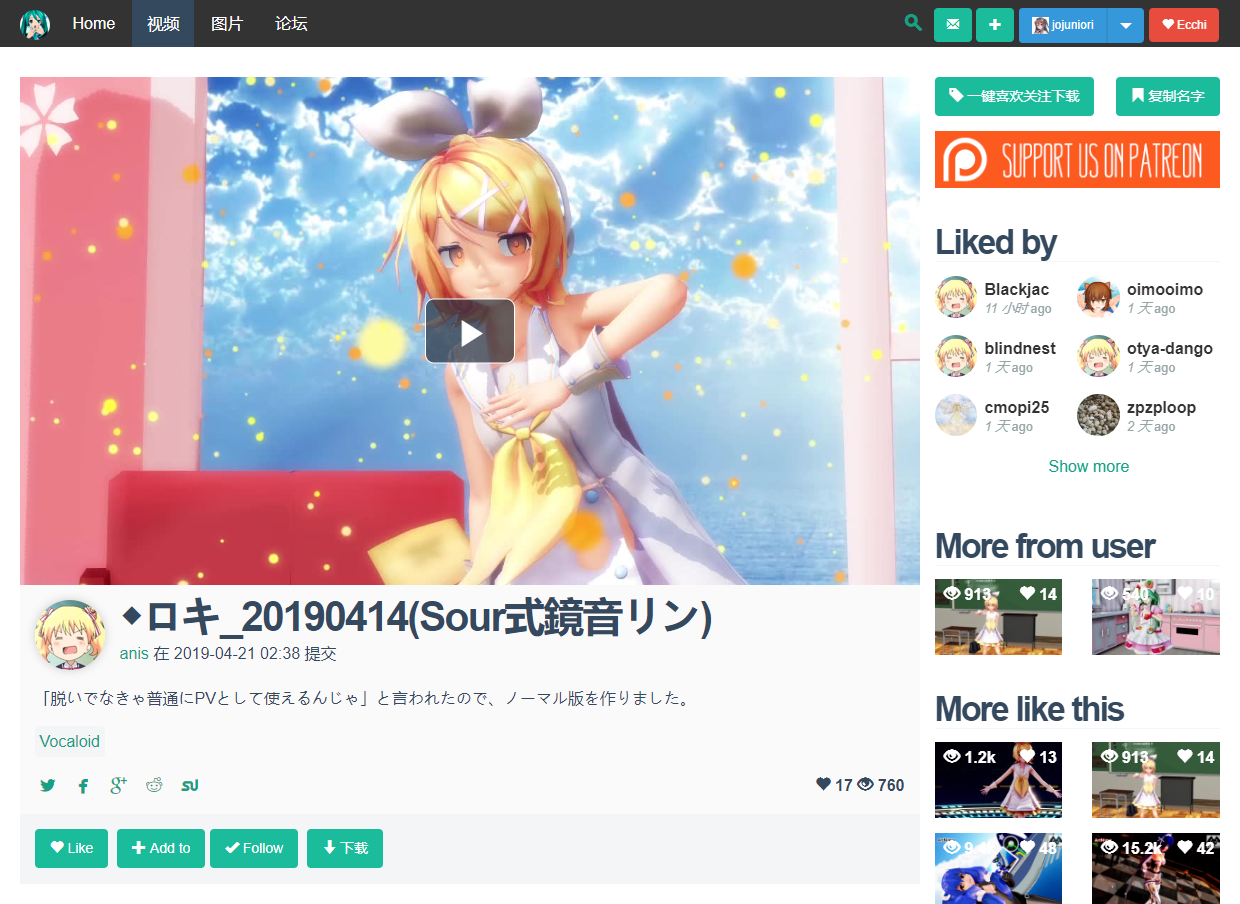 Home 视频 图片 论坛
jojuniori
Ecchi
一键喜欢关注下载 复制名字
SUPPORT US ON PATREON
◆ロキ_20190414(Sour式鏡音リン)
anis 在 2019-04-21 02:38 提交
「脱いでなきゃ普通にPVとして使えるんじゃ」と言われたので、ノーマル版を作りました。
Vocaloid
17 760
Like Add to Follow 下载
Liked by
Blackjac oimooimo
11 小时 ago 1 天 ago
blindnest otya-dango
1 天 ago 1 天 ago
cmopi25 zpzploop
1 天 ago 2 天 ago
Show more
More from user
913 14 540 10
More like this
1.2k 13 913 14
48 15.2k 42